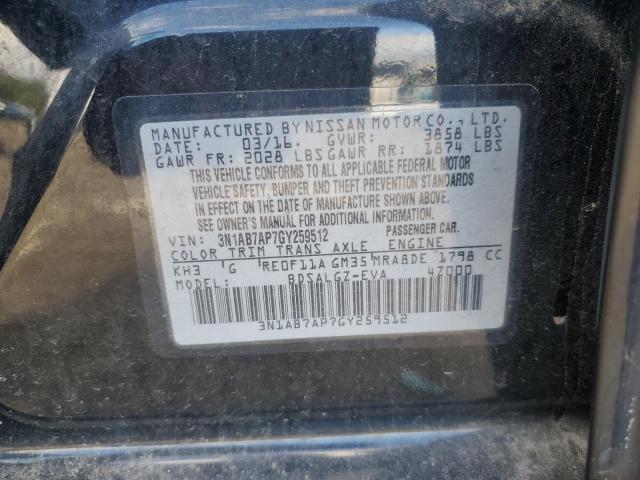 MANUFACTURED BY NISSAN MOTOR CO., LTD.
DATE: 03/16. GVWR: 3858 LBS
GAWR FR: 2028 LBS GAWR RR: 1874 LBS
THIS VEHICLE CONFORMS TO ALL APPLICABLE FEDERAL MOTOR
VEHICLE SAFETY, BUMPER AND THEFT PREVENTION STANDARDS
IN EFFECT ON THE DATE OF MANUFACTURE SHOWN ABOVE.
SEE OWNER'S MANUAL FOR ADDITIONAL INFORMATION.
VIN: 3N1AB7AP7GY259512 PASSENGER CAR.
COLOR TRIM TRANS AXLE ENGINE
KH3 G RE0F11A GM35 MRA8DE 1798 CC
MODEL: BDSALGZ-EVA 47000
3N1AB7AP7GY259512